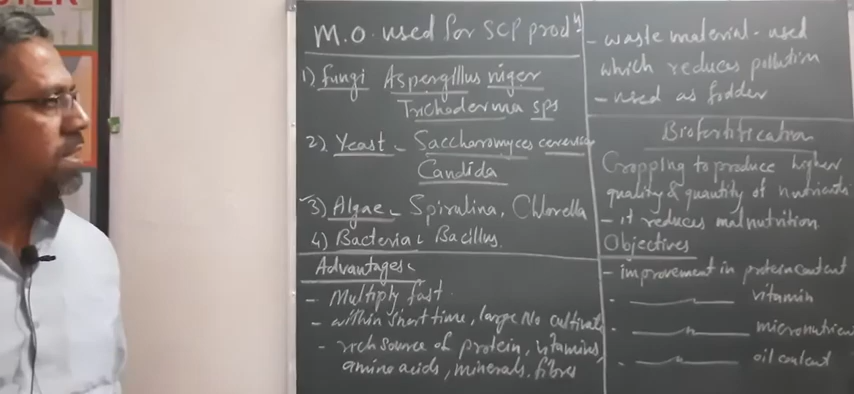 TER
M.O. used for SCP prodⁿ
1) Fungi Aspergillus niger
Trichoderma sps
2) Yeast - Saccharomyces
Candida
3) Algae - Spirulina, Chlorella
4) Bacteria : Bacillus
Advantages :
- Multiply fast
- within short time, large No
- rich source of protein, vitamins,
amino acids, minerals, fibres
- waste material - used
which reduces pollution
- used as fodder
Biofortification
Cropping to produce higher
quality & quantity of nutrients
- it reduces malnutrition
Objectives
- improvement in protein content
- —— " —— vitamin
- —— " —— micronutrien
- —— " —— oil content